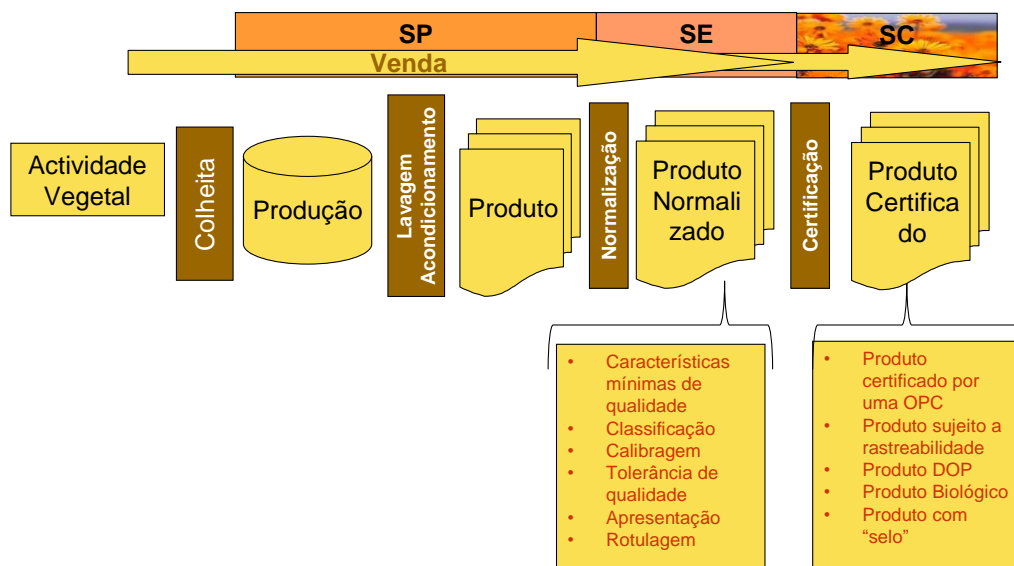 SP
SE
SC
Venda
Actividade
Vegetal
Colheita
Produção
Lavagem
Acondicionamento
Produto
Normalização
Produto
Normali
zado
Certificação
Produto
Certifica
do
• Características
mínimas de
qualidade
• Classificação
• Calibragem
• Tolerância de
qualidade
• Apresentação
• Rotulagem
• Produto
certificado por
uma OPC
• Produto sujeito a
rastreabilidade
• Produto DOP
• Produto Biológico
• Produto com
“selo”